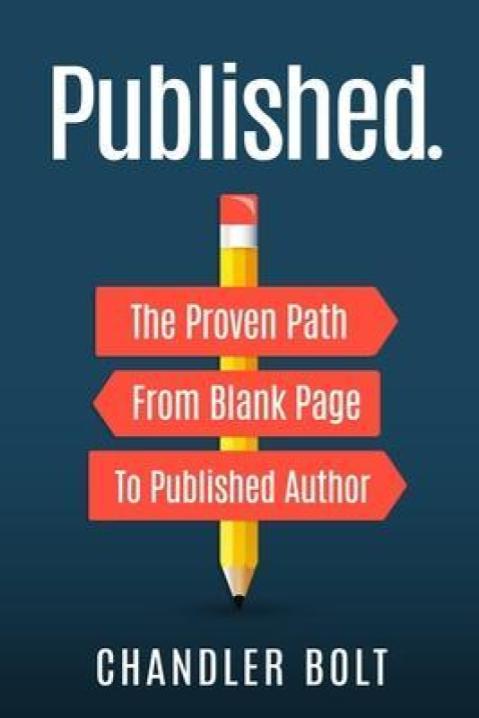 Published.
The Proven Path
From Blank Page
To Published Author
CHANDLER BOLT